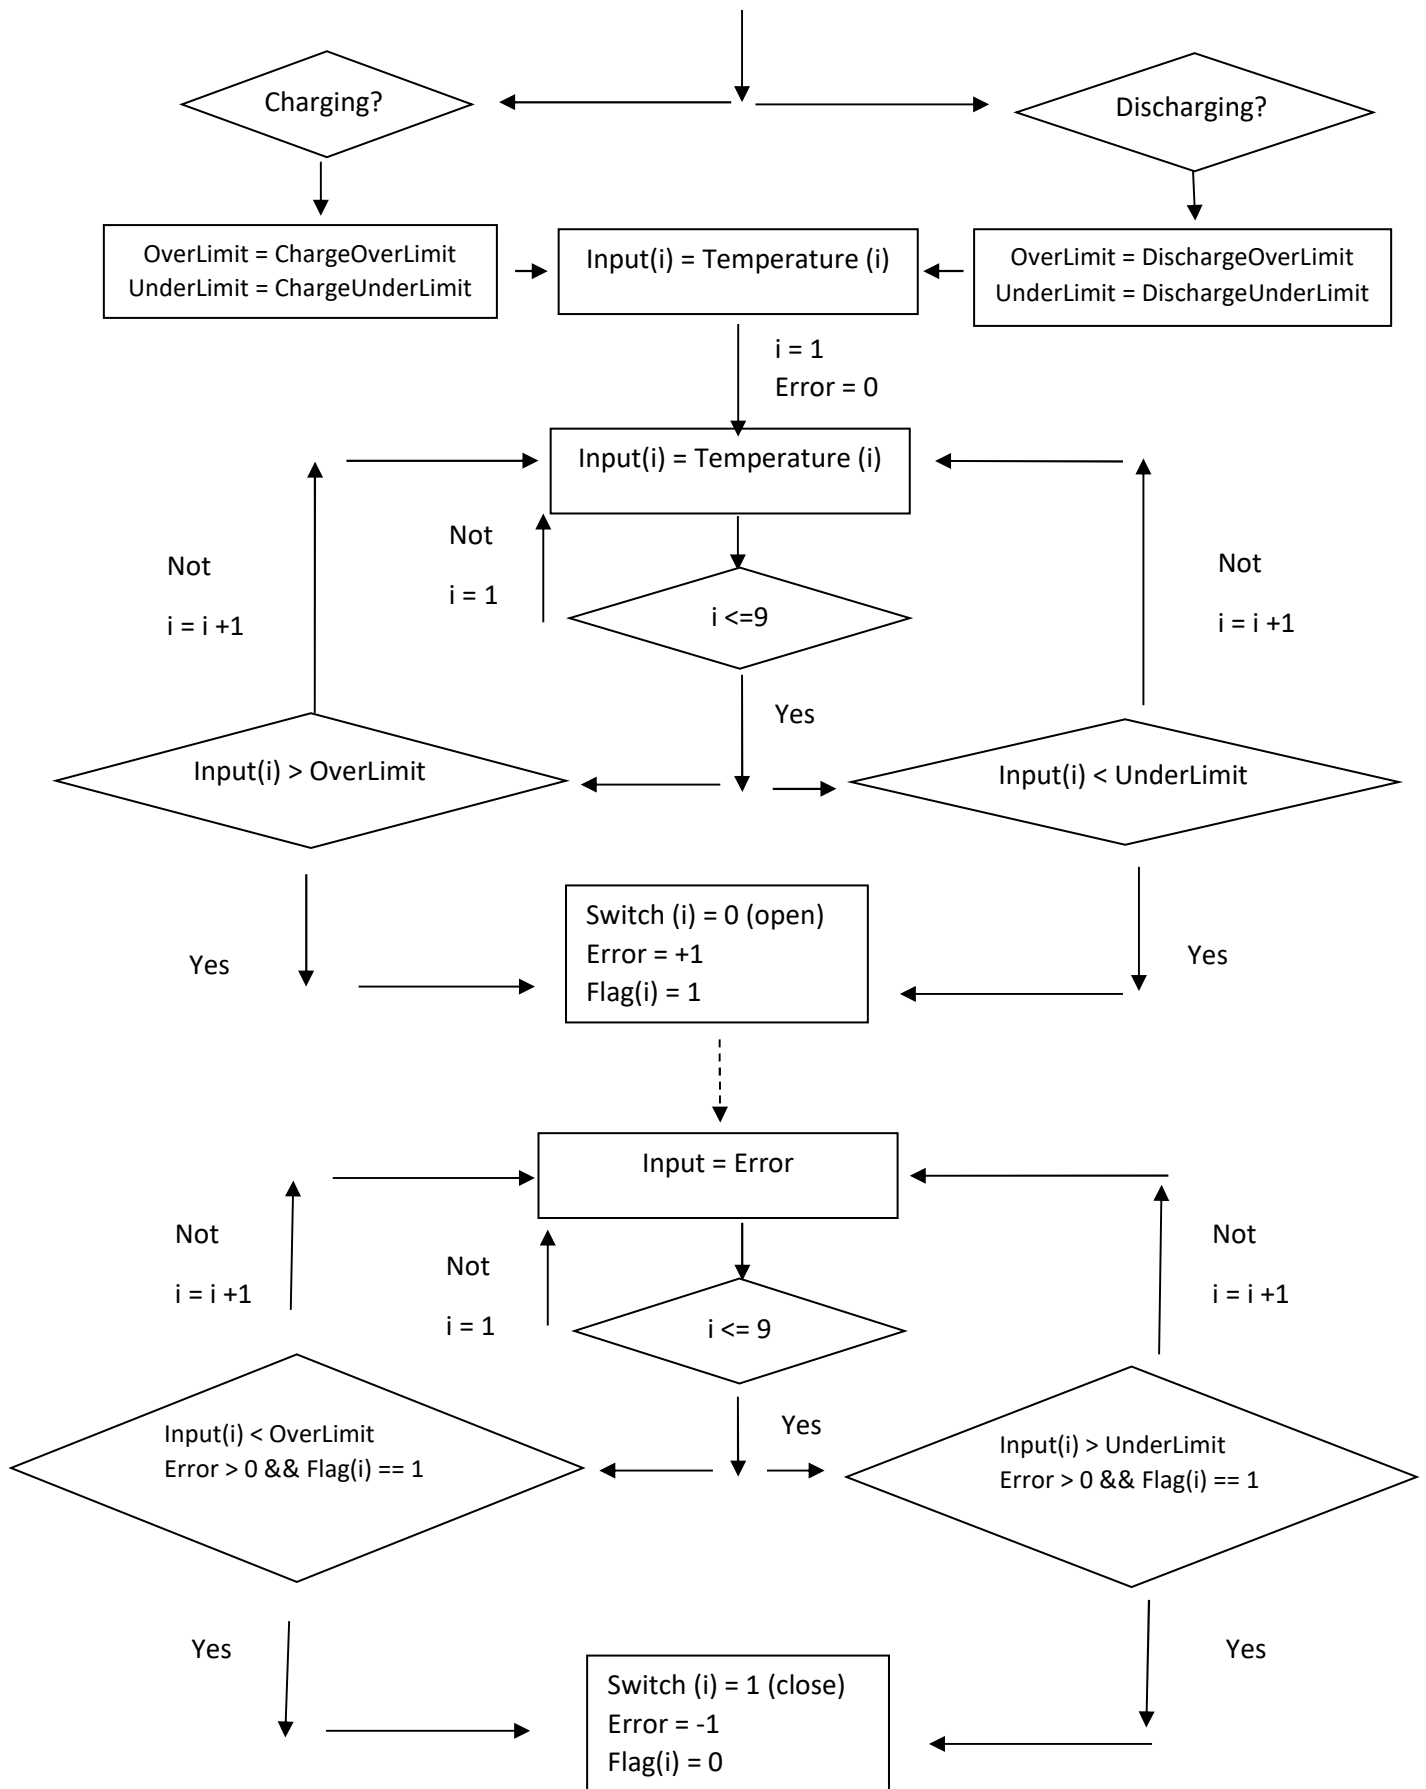 Charging?
Discharging?
OverLimit = ChargeOverLimit
UnderLimit = ChargeUnderLimit
Input(i) = Temperature (i)
OverLimit = DischargeOverLimit
UnderLimit = DischargeUnderLimit
i = 1
Error = 0
Input(i) = Temperature (i)
Not
i = i +1
Not
i = 1
i <=9
Not
i = i +1
Yes
Input(i) > OverLimit
Input(i) < UnderLimit
Yes
Switch (i) = 0 (open)
Error = +1
Flag(i) = 1
Yes
Input = Error
Not
i = i +1
Not
i = 1
i <= 9
Not
i = i +1
Yes
Input(i) < OverLimit
Error > 0 && Flag(i) == 1
Input(i) > UnderLimit
Error > 0 && Flag(i) == 1
Yes
Switch (i) = 1 (close)
Error = -1
Flag(i) = 0
Yes